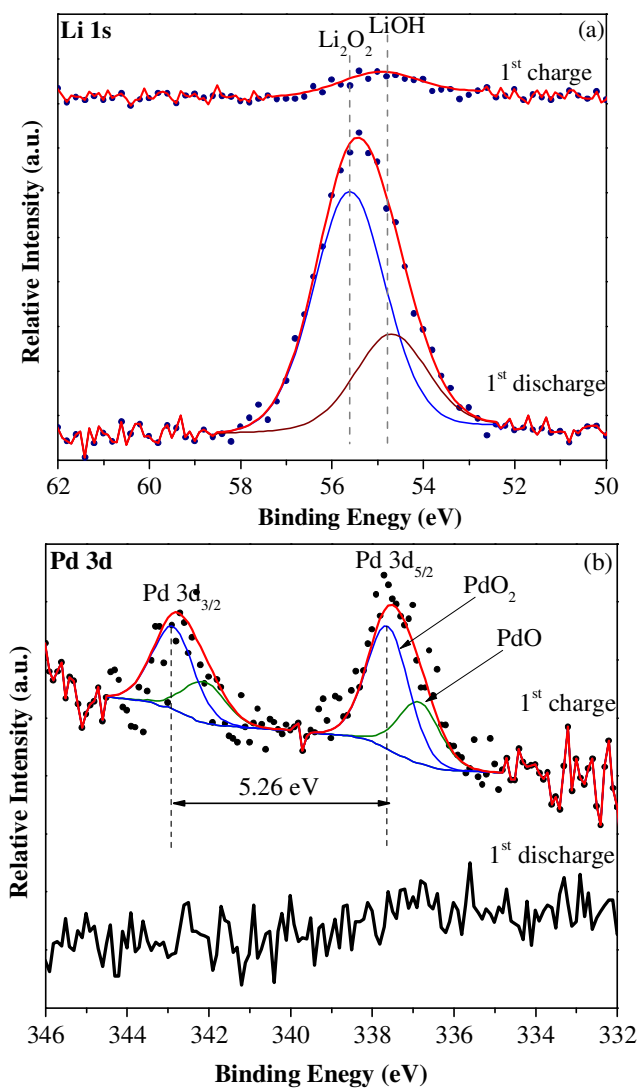 Li 1s
(a)
Li₂O₂
LiOH
1ˢᵗ charge
1ˢᵗ discharge
Relative Intensity (a.u.)
62 60 58 56 54 52 50
Binding Enegy (eV)
Pd 3d
(b)
Pd 3d₅/₂
Pd 3d₃/₂
PdO₂
PdO
1ˢᵗ charge
5.26 eV
1ˢᵗ discharge
Relative Intensity (a.u.)
346 344 342 340 338 336 334 332
Binding Enegy (eV)